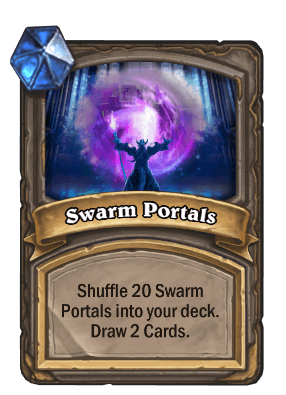 Swarm Portals
Shuffle 20 Swarm
Portals into your deck.
Draw 2 Cards.